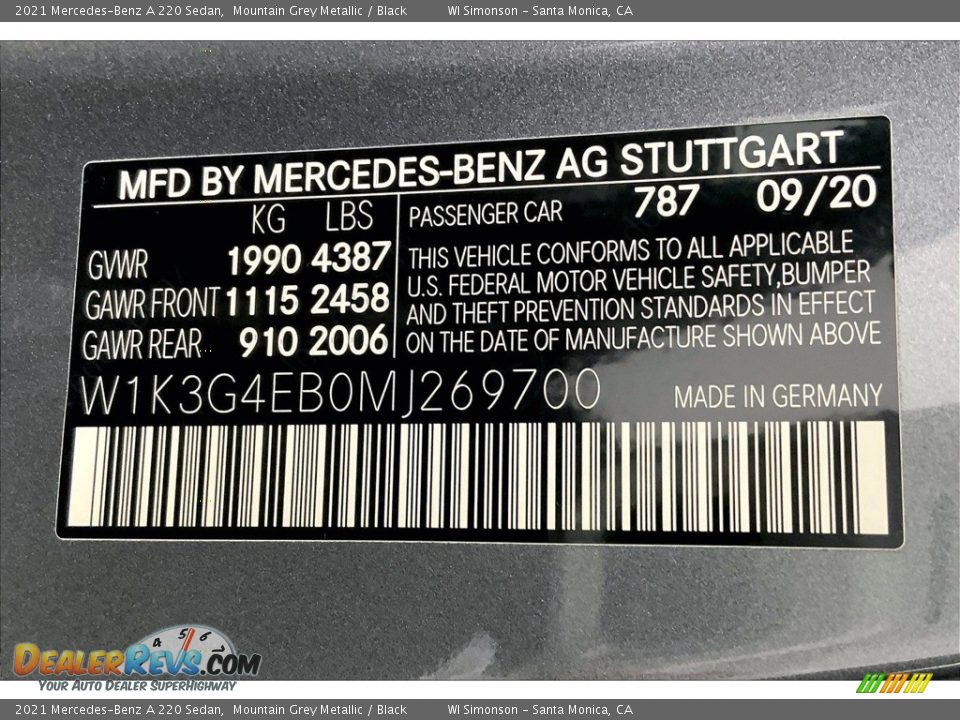 2021 Mercedes-Benz A 220 Sedan, Mountain Grey Metallic / Black WI Simonson - Santa Monica, CA
MFD BY MERCEDES-BENZ AG STUTTGART
KG LBS
GVWR 1990 4387
GAWR FRONT 1115 2458
GAWR REAR 910 2006
PASSENGER CAR 787 09/20
THIS VEHICLE CONFORMS TO ALL APPLICABLE
U.S. FEDERAL MOTOR VEHICLE SAFETY,BUMPER
AND THEFT PREVENTION STANDARDS IN EFFECT
ON THE DATE OF MANUFACTURE SHOWN ABOVE
W1K3G4EB0MJ269700
MADE IN GERMANY
4 5 6
DEALERREVS.COM
YOUR AUTO DEALER SUPERHIGHWAY
2021 Mercedes-Benz A 220 Sedan, Mountain Grey Metallic / Black WI Simonson - Santa Monica, CA